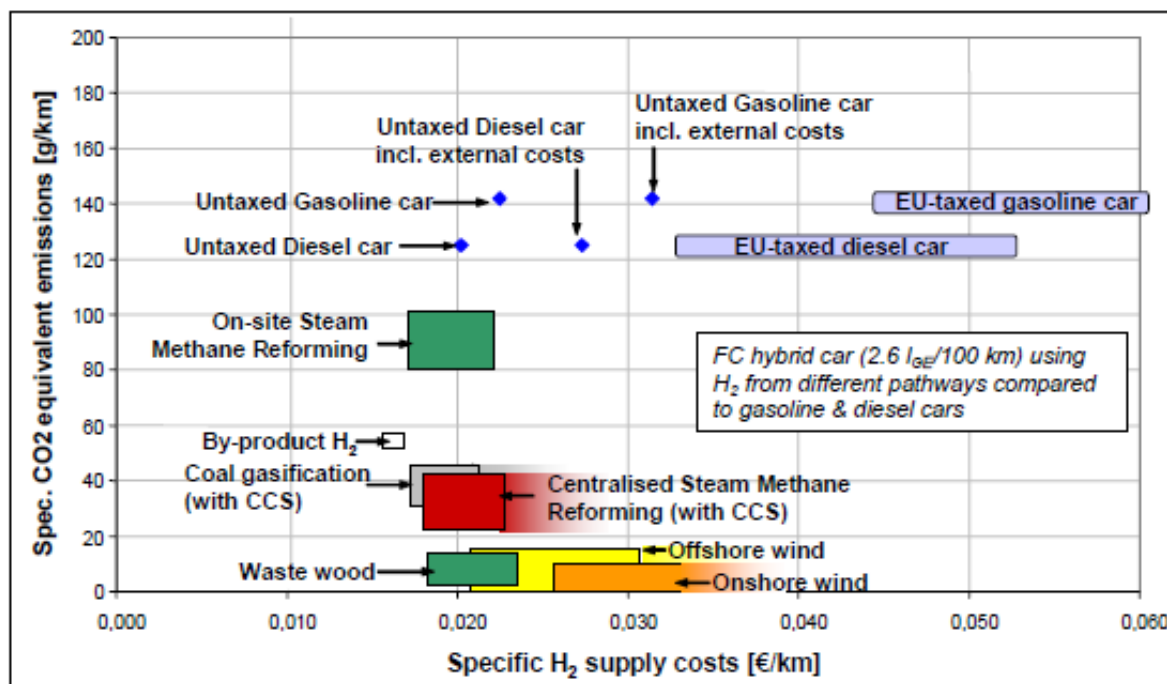 Spec. CO2 equivalent emissions [g/km]
200
180
160
140
120
100
80
60
40
20
0
Untaxed Gasoline car
incl. external costs
Untaxed Diesel car
incl. external costs
Untaxed Gasoline car
EU-taxed gasoline car
Untaxed Diesel car
EU-taxed diesel car
On-site Steam
Methane Reforming
FC hybrid car (2.6 lGE/100 km) using
H2 from different pathways compared
to gasoline & diesel cars
By-product H2
Coal gasification
(with CCS)
Centralised Steam Methane
Reforming (with CCS)
Offshore wind
Waste wood
Onshore wind
0,000
0,010
0,020
0,030
0,040
0,050
0,060
Specific H2 supply costs [€/km]